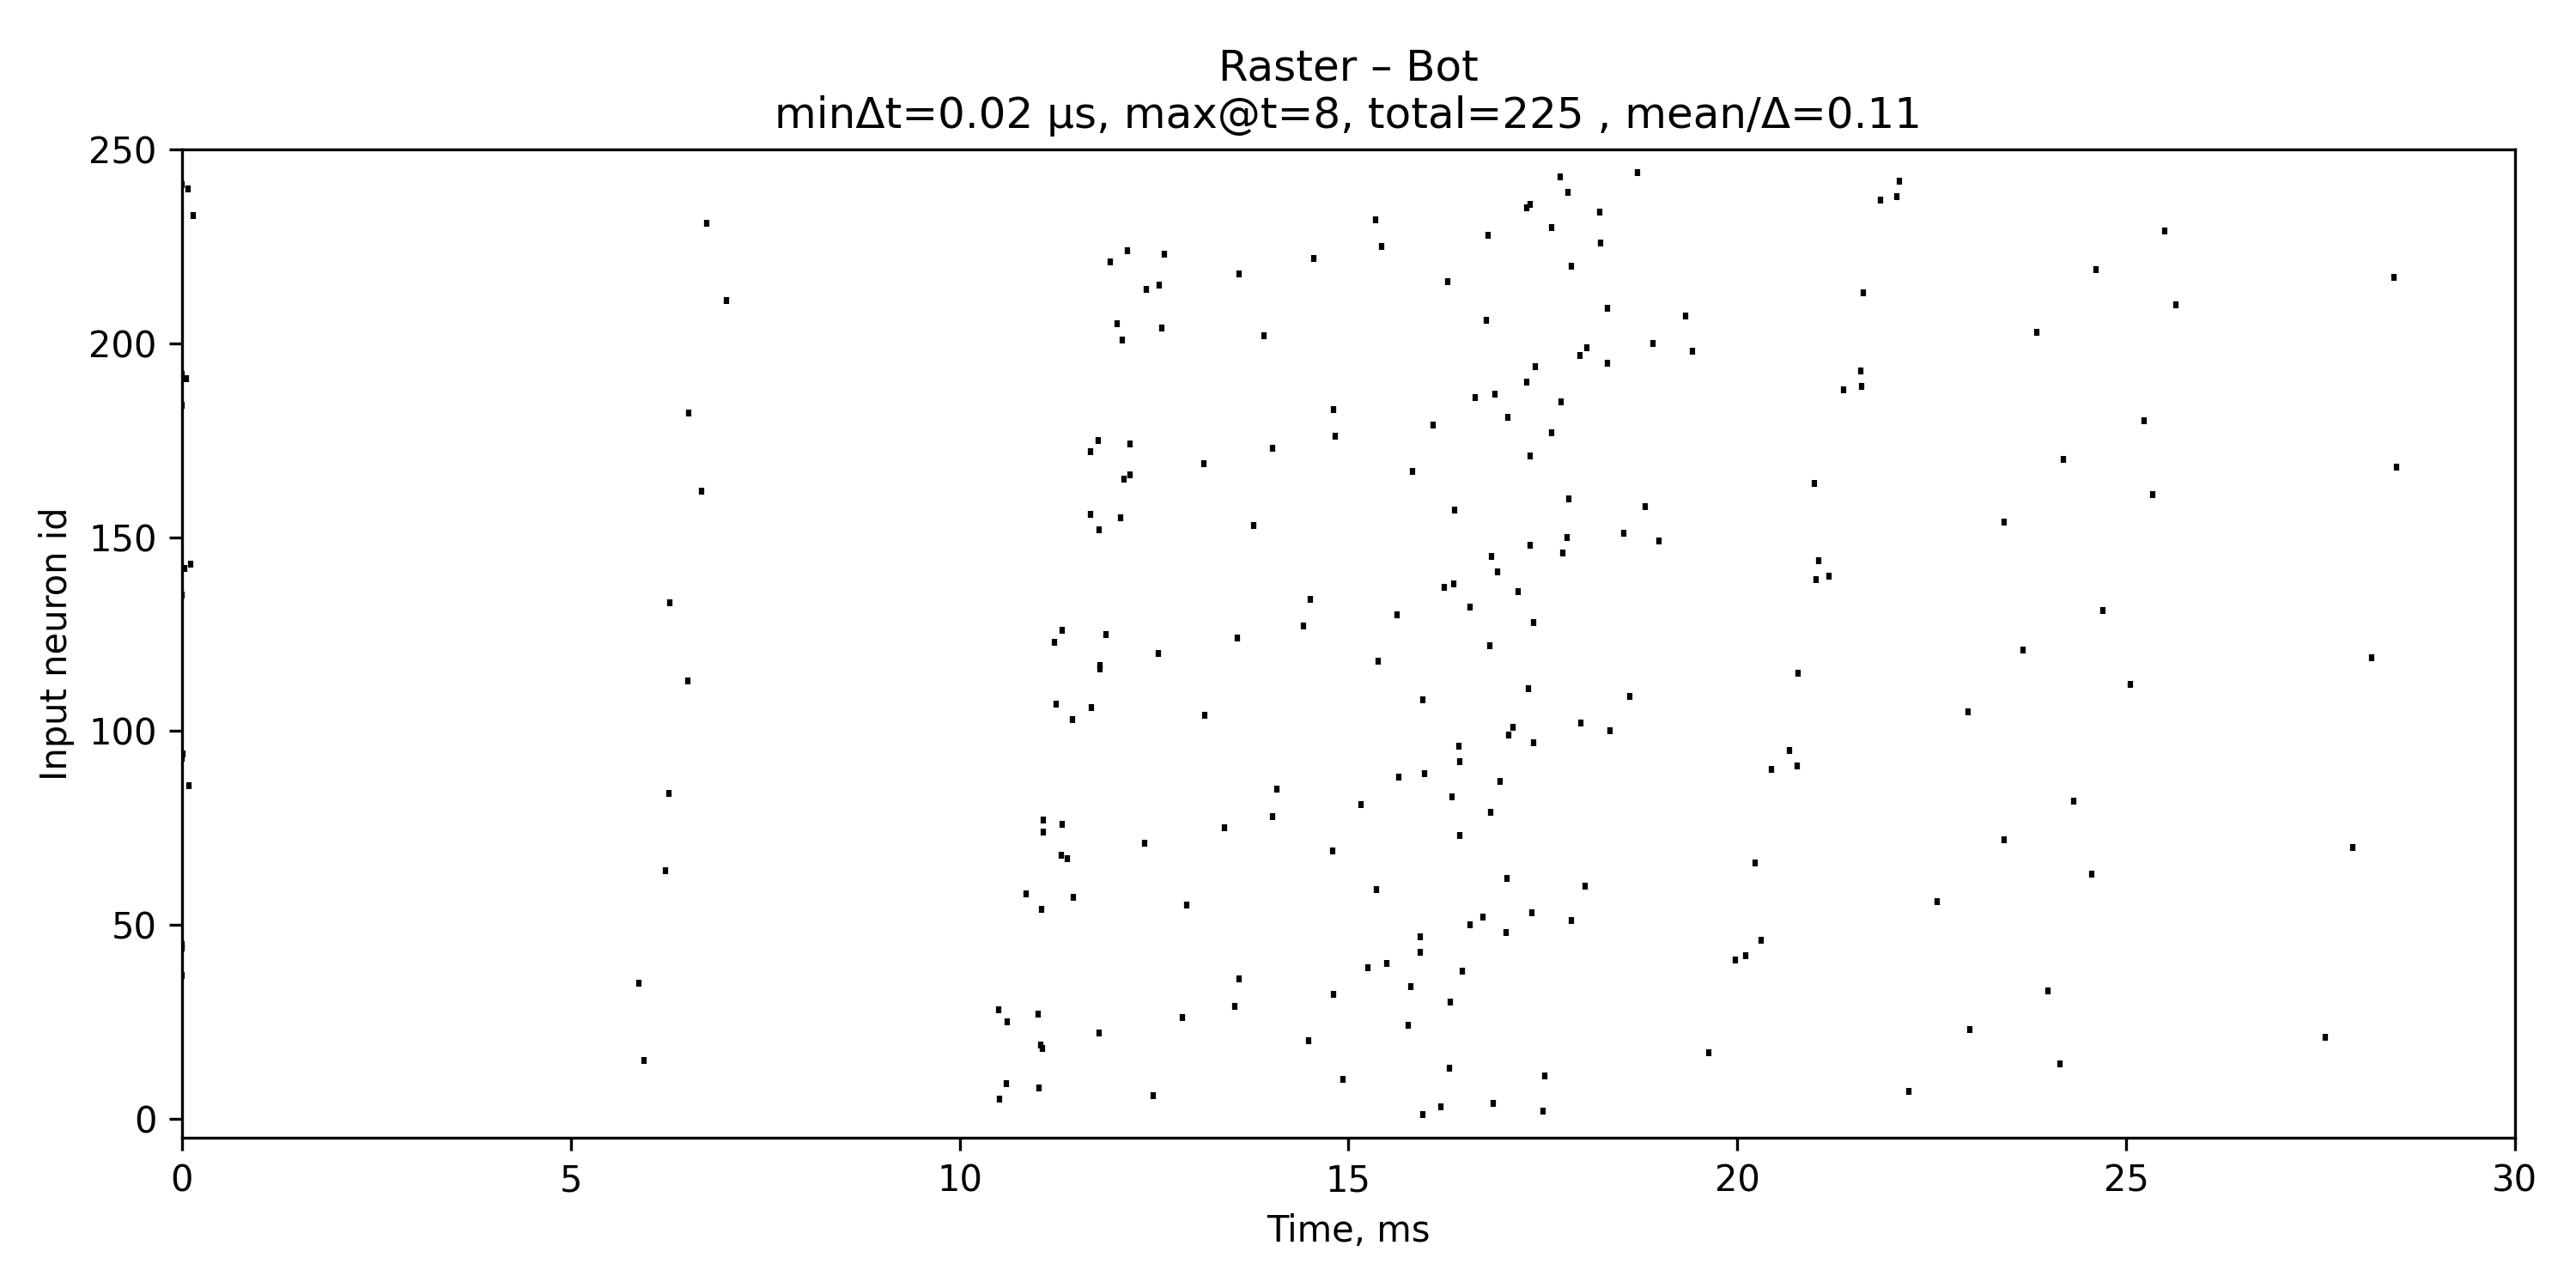 Raster – Bot
minΔt=0.02 μs, max@t=8, total=225 , mean/Δ=0.11
250
200
150
100
50
0
Input neuron id
0 5 10 15 20 25 30
Time, ms